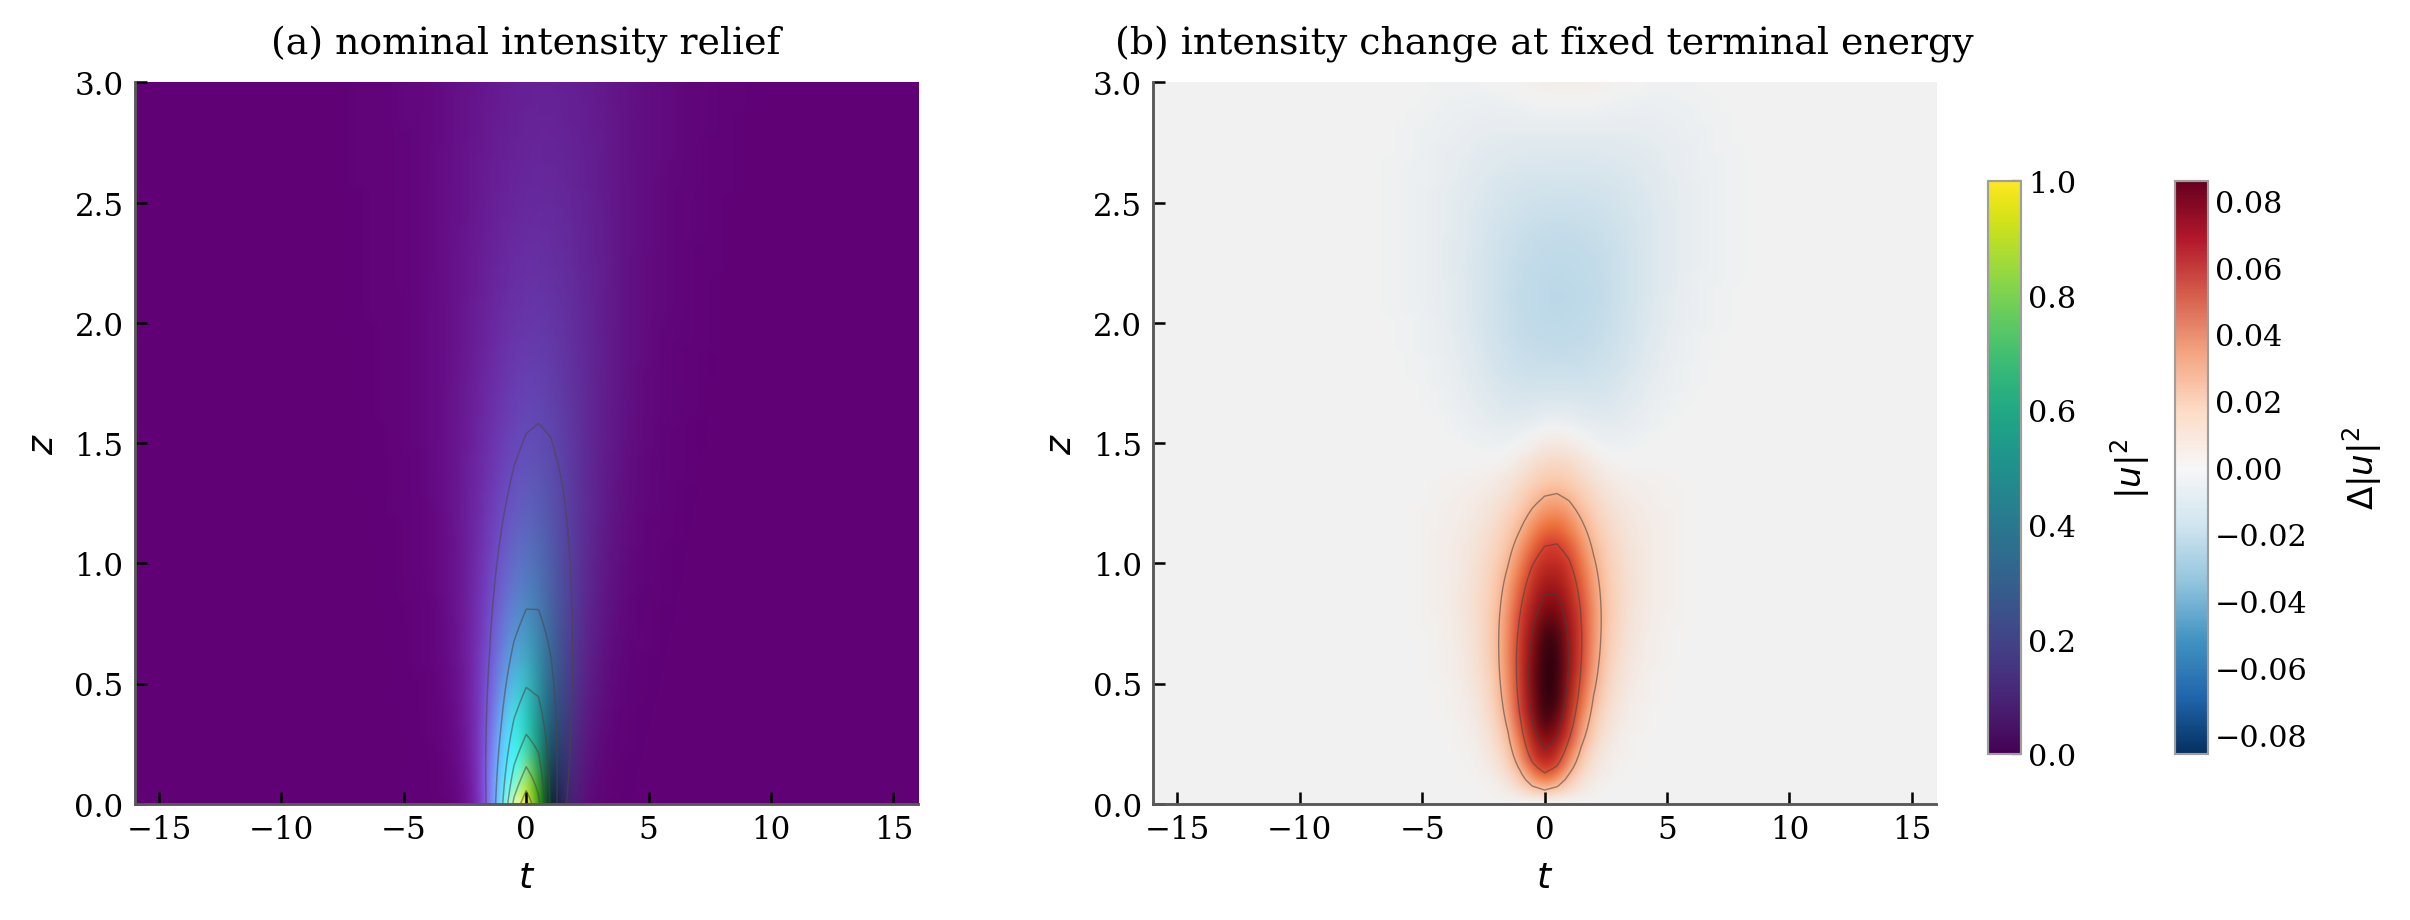 (a) nominal intensity relief
(b) intensity change at fixed terminal energy
3.0
2.5
2.0
1.5
1.0
0.5
0.0
z
−15 −10 −5 0 5 10 15
t
3.0
2.5
2.0
1.5
1.0
0.5
0.0
z
−15 −10 −5 0 5 10 15
t
1.0
0.8
0.6
0.4
0.2
0.0
|u|²
0.08
0.06
0.04
0.02
0.00
−0.02
−0.04
−0.06
−0.08
Δ|u|²